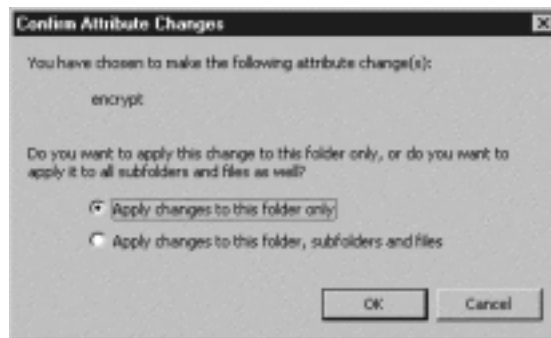 Confirm Attribute Changes
You have chosen to make the following attribute change(s):
encrypt
Do you want to apply this change to this folder only, or do you want to
apply it to all subfolders and files as well?
Apply changes to this folder only
Apply changes to this folder, subfolders and files
OK Cancel